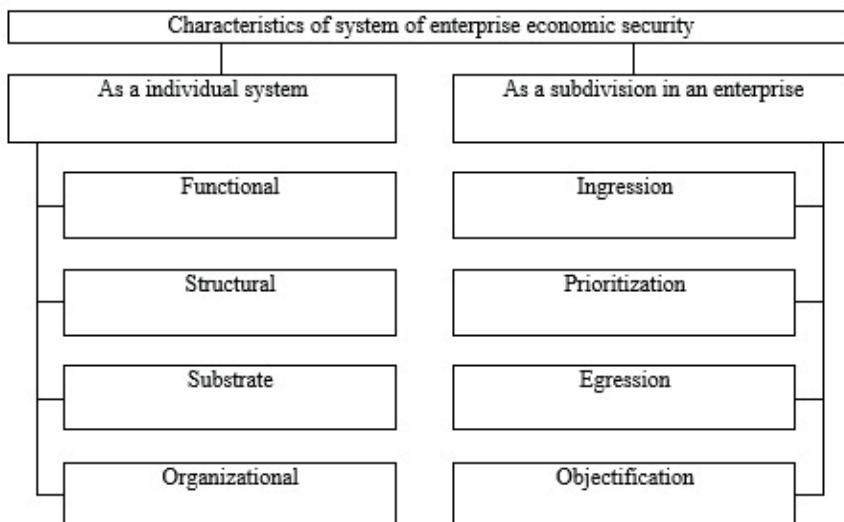 Characteristics of system of enterprise economic security
As a individual system
As a subdivision in an enterprise
Functional
Ingression
Structural
Prioritization
Substrate
Egression
Organizational
Objectification